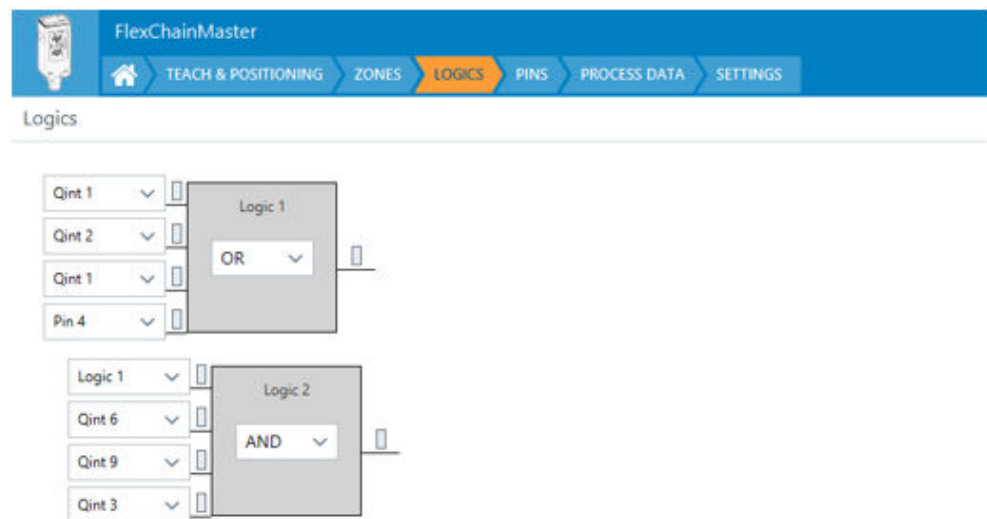 FlexChainMaster
TEACH & POSITIONING ZONES LOGICS PINS PROCESS DATA SETTINGS
Logics
Qint 1
Logic 1
Qint 2
OR
Qint 1
Pin 4
Logic 1
Logic 2
Qint 6
AND
Qint 9
Qint 3